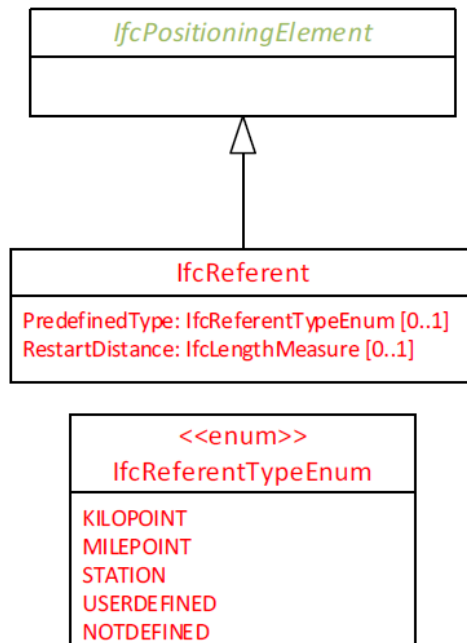 IfcPositioningElement
IfcReferent
PredefinedType: IfcReferentTypeEnum [0..1]
RestartDistance: IfcLengthMeasure [0..1]
<<enum>>
IfcReferentTypeEnum
KILOPOINT
MILEPOINT
STATION
USERDEFINED
NOTDEFINED